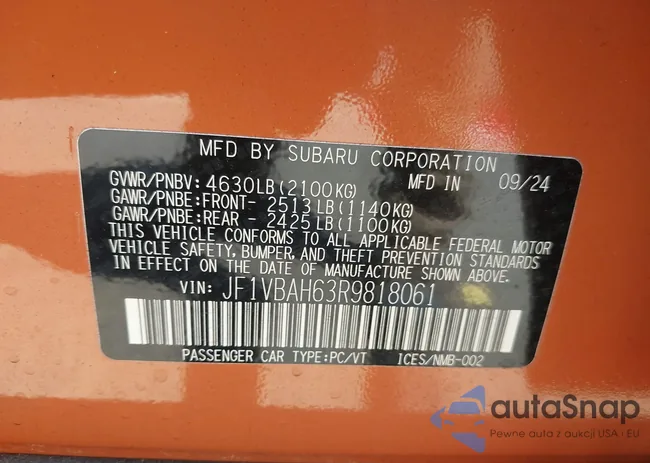 MFD BY SUBARU CORPORATION
GVWR/PNBV: 4630LB(2100KG) MFD IN 09/24
GAWR/PNBE:FRONT- 2513LB(1140KG)
GAWR/PNBE:REAR - 2425LB(1100KG)
THIS VEHICLE CONFORMS TO ALL APPLICABLE FEDERAL MOTOR
VEHICLE SAFETY, BUMPER, AND THEFT PREVENTION STANDARDS
IN EFFECT ON THE DATE OF MANUFACTURE SHOWN ABOVE.
VIN: JF1VBAH63R9818061
PASSENGER CAR TYPE:PC/VT ICES/NMB-002
autoSnap
Pewne auta z aukcji USA i EU